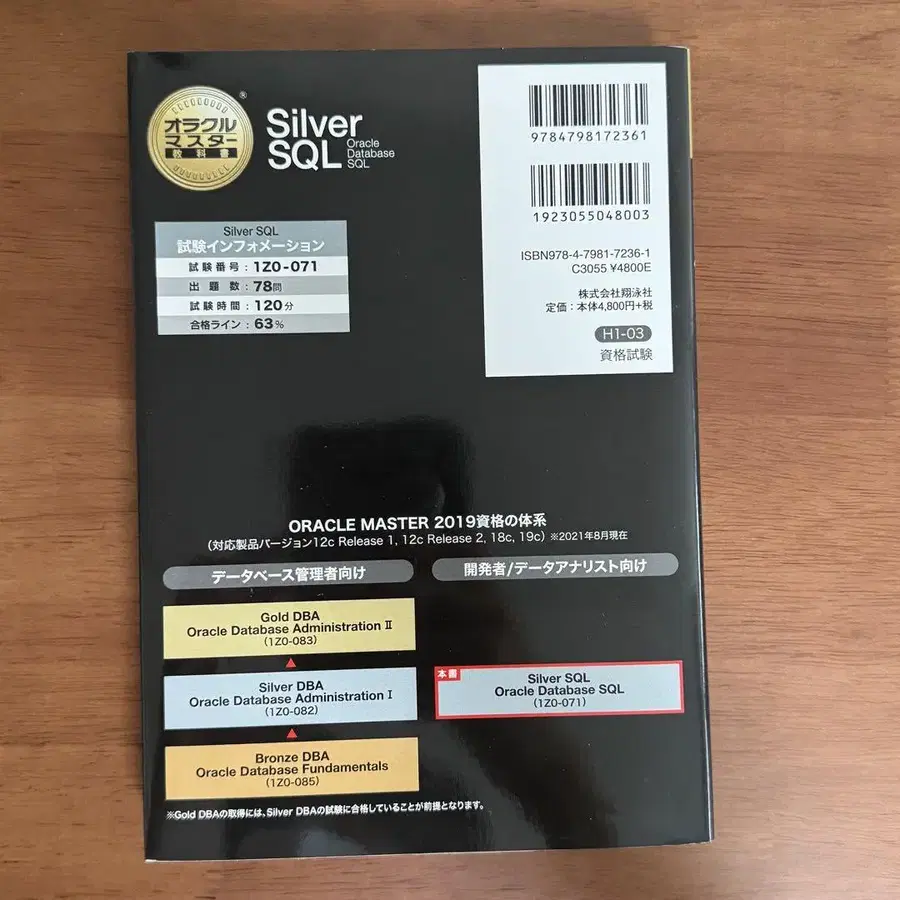 オラクル
マスター
教科書
®
Silver
SQL
Oracle
Database
SQL
9784798172361
1923055048003
ISBN978-4-7981-7236-1
C3055 ¥4800E
株式会社翔泳社
定価：本体4,800円+税
H1-03
資格試験
Silver SQL
試験インフォメーション
試験番号：1Z0-071
出題数：78問
試験時間：120分
合格ライン：63%
ORACLE MASTER 2019資格の体系
（対応製品バージョン12c Release 1, 12c Release 2, 18c, 19c）※2021年8月現在
データベース管理者向け
Gold DBA
Oracle Database Administration Ⅱ
(1Z0-083)
Silver DBA
Oracle Database Administration Ⅰ
(1Z0-082)
Bronze DBA
Oracle Database Fundamentals
(1Z0-085)
開発者/データアナリスト向け
本書
Silver SQL
Oracle Database SQL
(1Z0-071)
※Gold DBAの取得には、Silver DBAの試験に合格していることが前提となります。